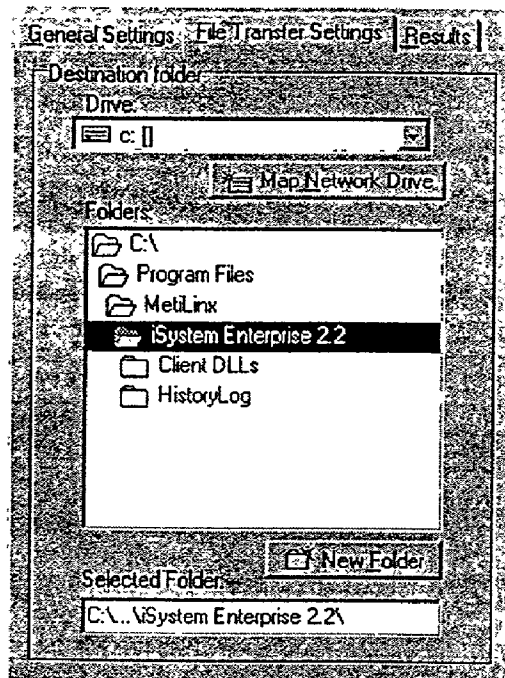 General Settings File Transfer Settings Results
Destination folder
Drive:
c: []
Map Network Drive
Folders:
C:\
Program Files
MetiLinx
iSystem Enterprise 2.2
Client DLLs
HistoryLog
New Folder
Selected Folder:
C:\...\iSystem Enterprise 2.2\